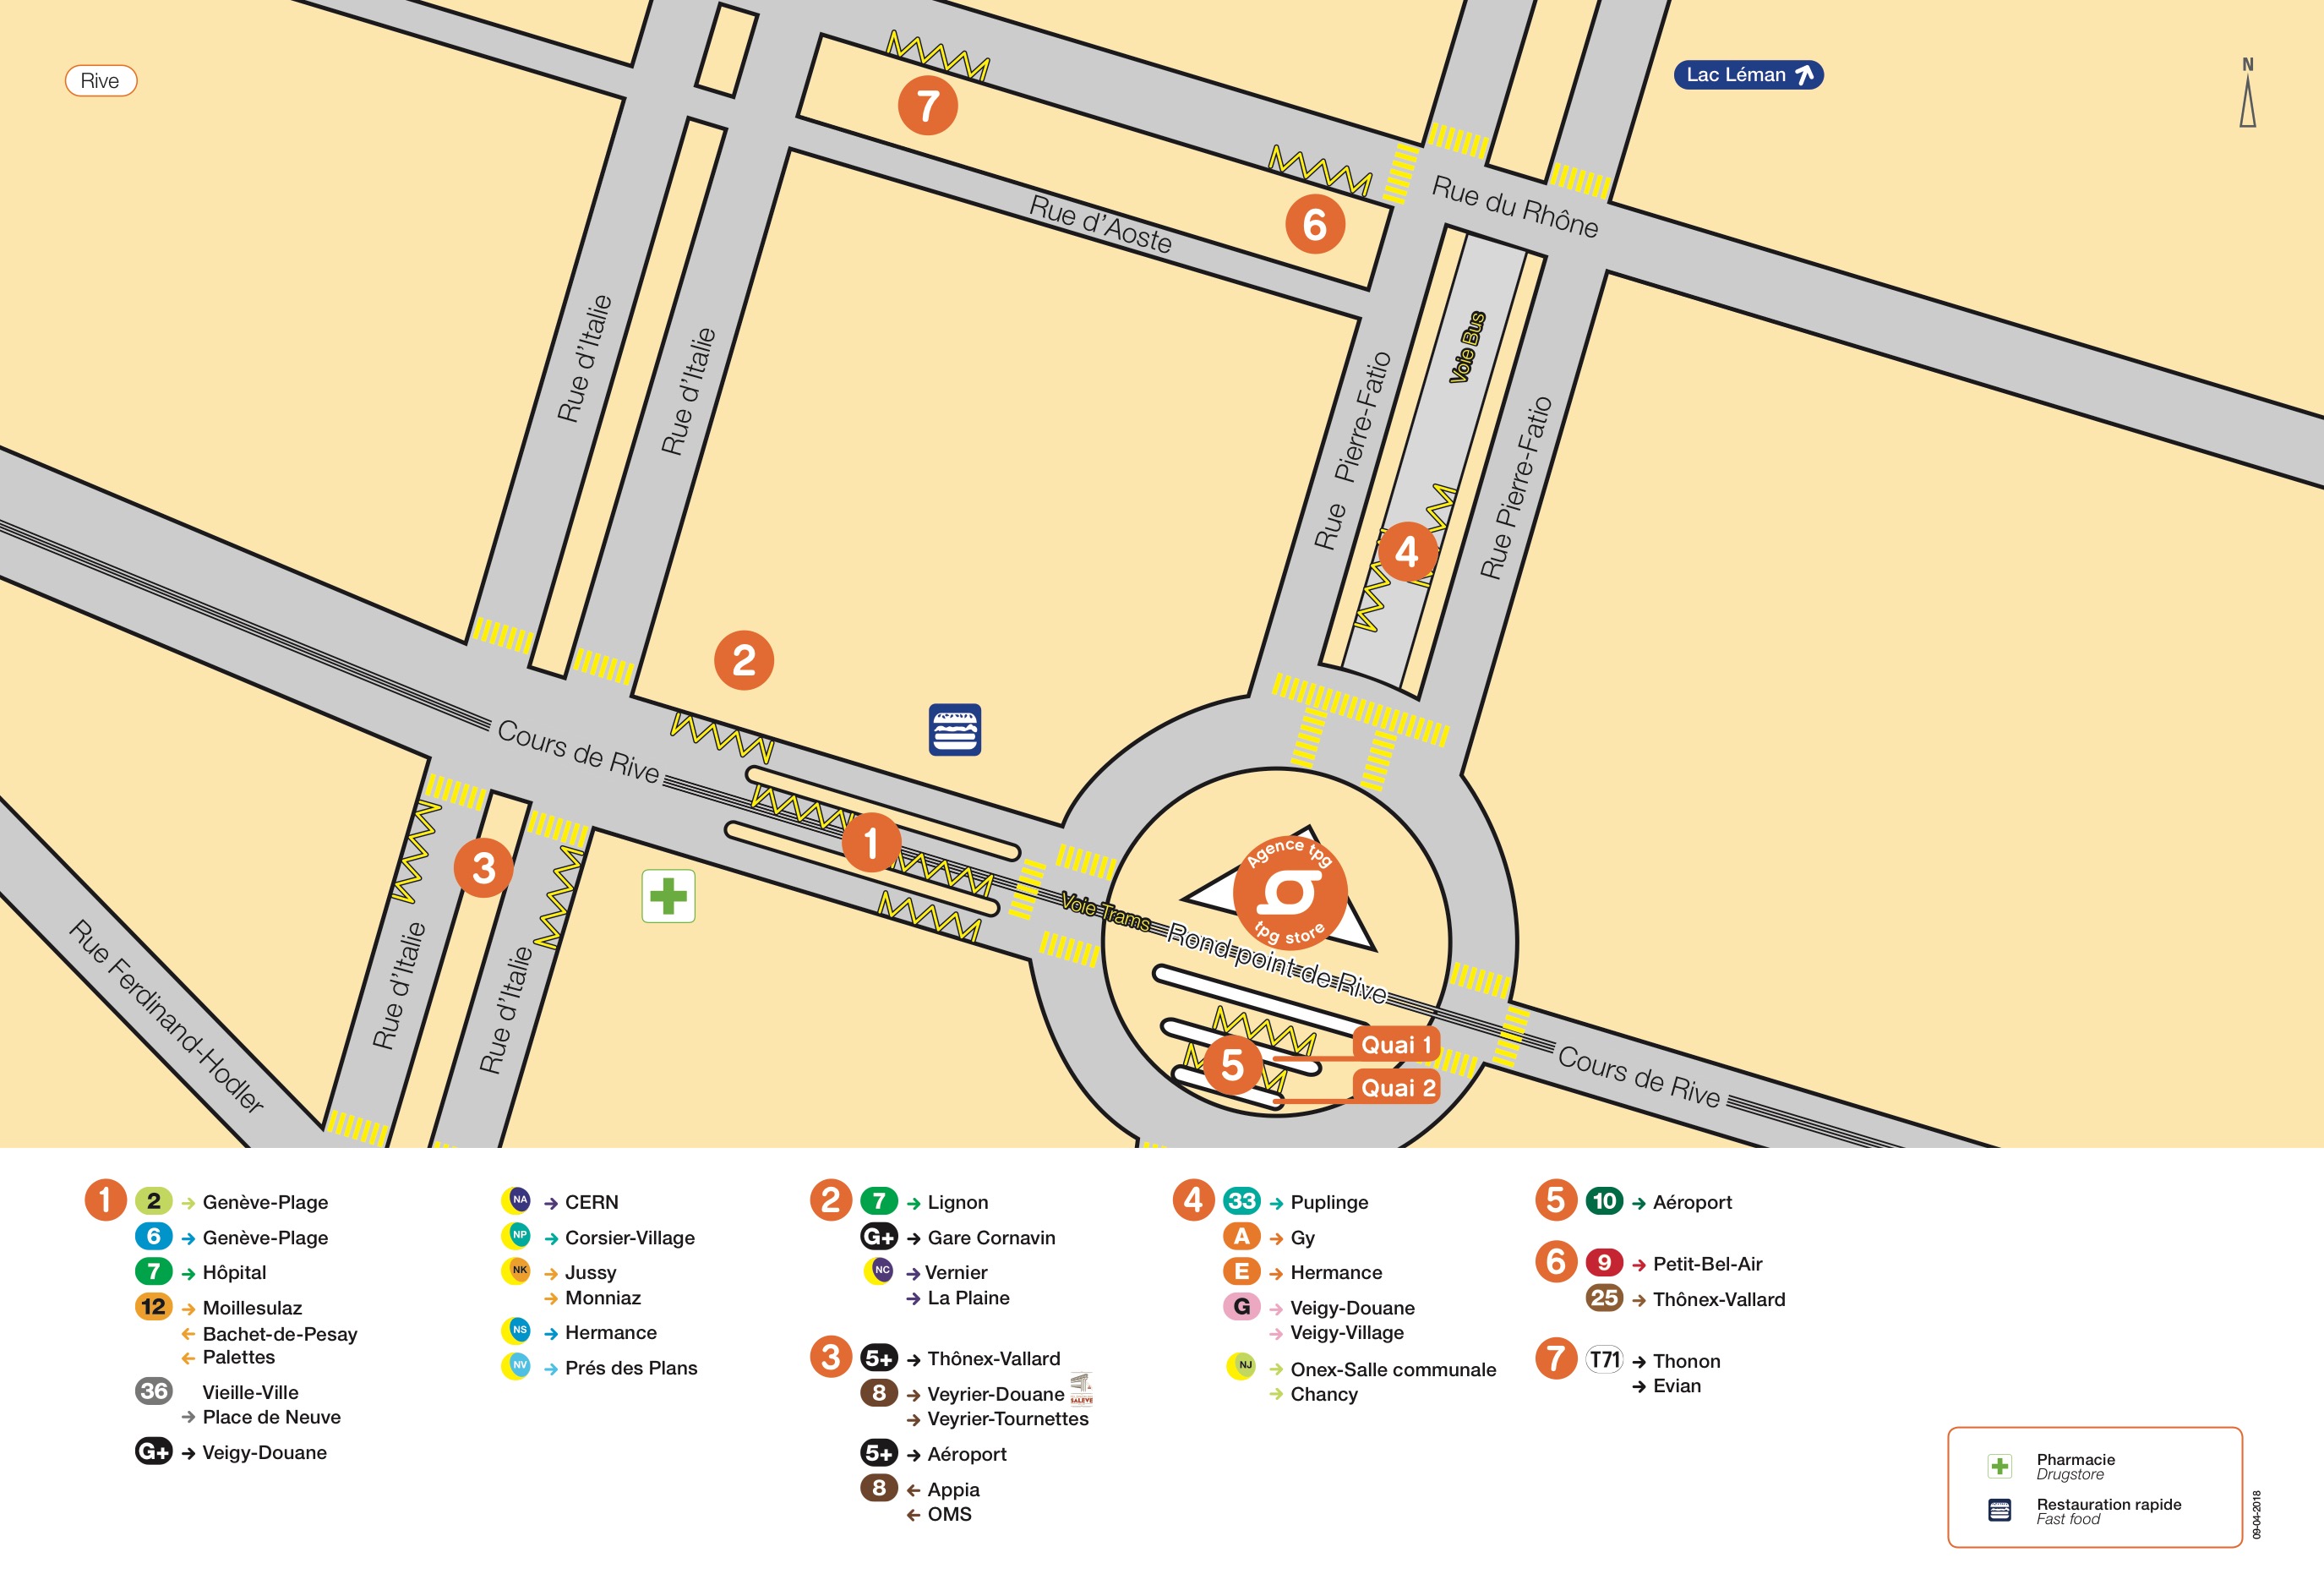 Rive
Lac Léman
N
7
6
Rue du Rhône
Rue d'Aoste
Rue d'Italie
Rue d'Italie
Voie Bus
Rue Pierre-Fatio
Rue Pierre-Fatio
4
2
Cours de Rive
1
3
Voie Trams
Agence tpg
tpg store
Rond point de Rive
Rue d'Italie
Rue d'Italie
Rue Ferdinand-Hodler
5
Quai 1
Quai 2
Cours de Rive
1
2 → Genève-Plage
6 → Genève-Plage
7 → Hôpital
12 → Moillesulaz
← Bachet-de-Pesay
← Palettes
36 Vieille-Ville
→ Place de Neuve
G+ → Veigy-Douane
NA → CERN
NP → Corsier-Village
NK → Jussy
→ Monniaz
NS → Hermance
NV → Prés des Plans
2
7 → Lignon
G+ → Gare Cornavin
NC → Vernier
→ La Plaine
3
5+ → Thônex-Vallard
8 → Veyrier-Douane SALEVE
→ Veyrier-Tournettes
5+ → Aéroport
8 ← Appia
← OMS
4
33 → Puplinge
A → Gy
E → Hermance
G → Veigy-Douane
→ Veigy-Village
NJ → Onex-Salle communale
→ Chancy
5
10 → Aéroport
6
9 → Petit-Bel-Air
25 → Thônex-Vallard
7
T71 → Thonon
→ Evian
Pharmacie
Drugstore
Restauration rapide
Fast food
09-04-2018